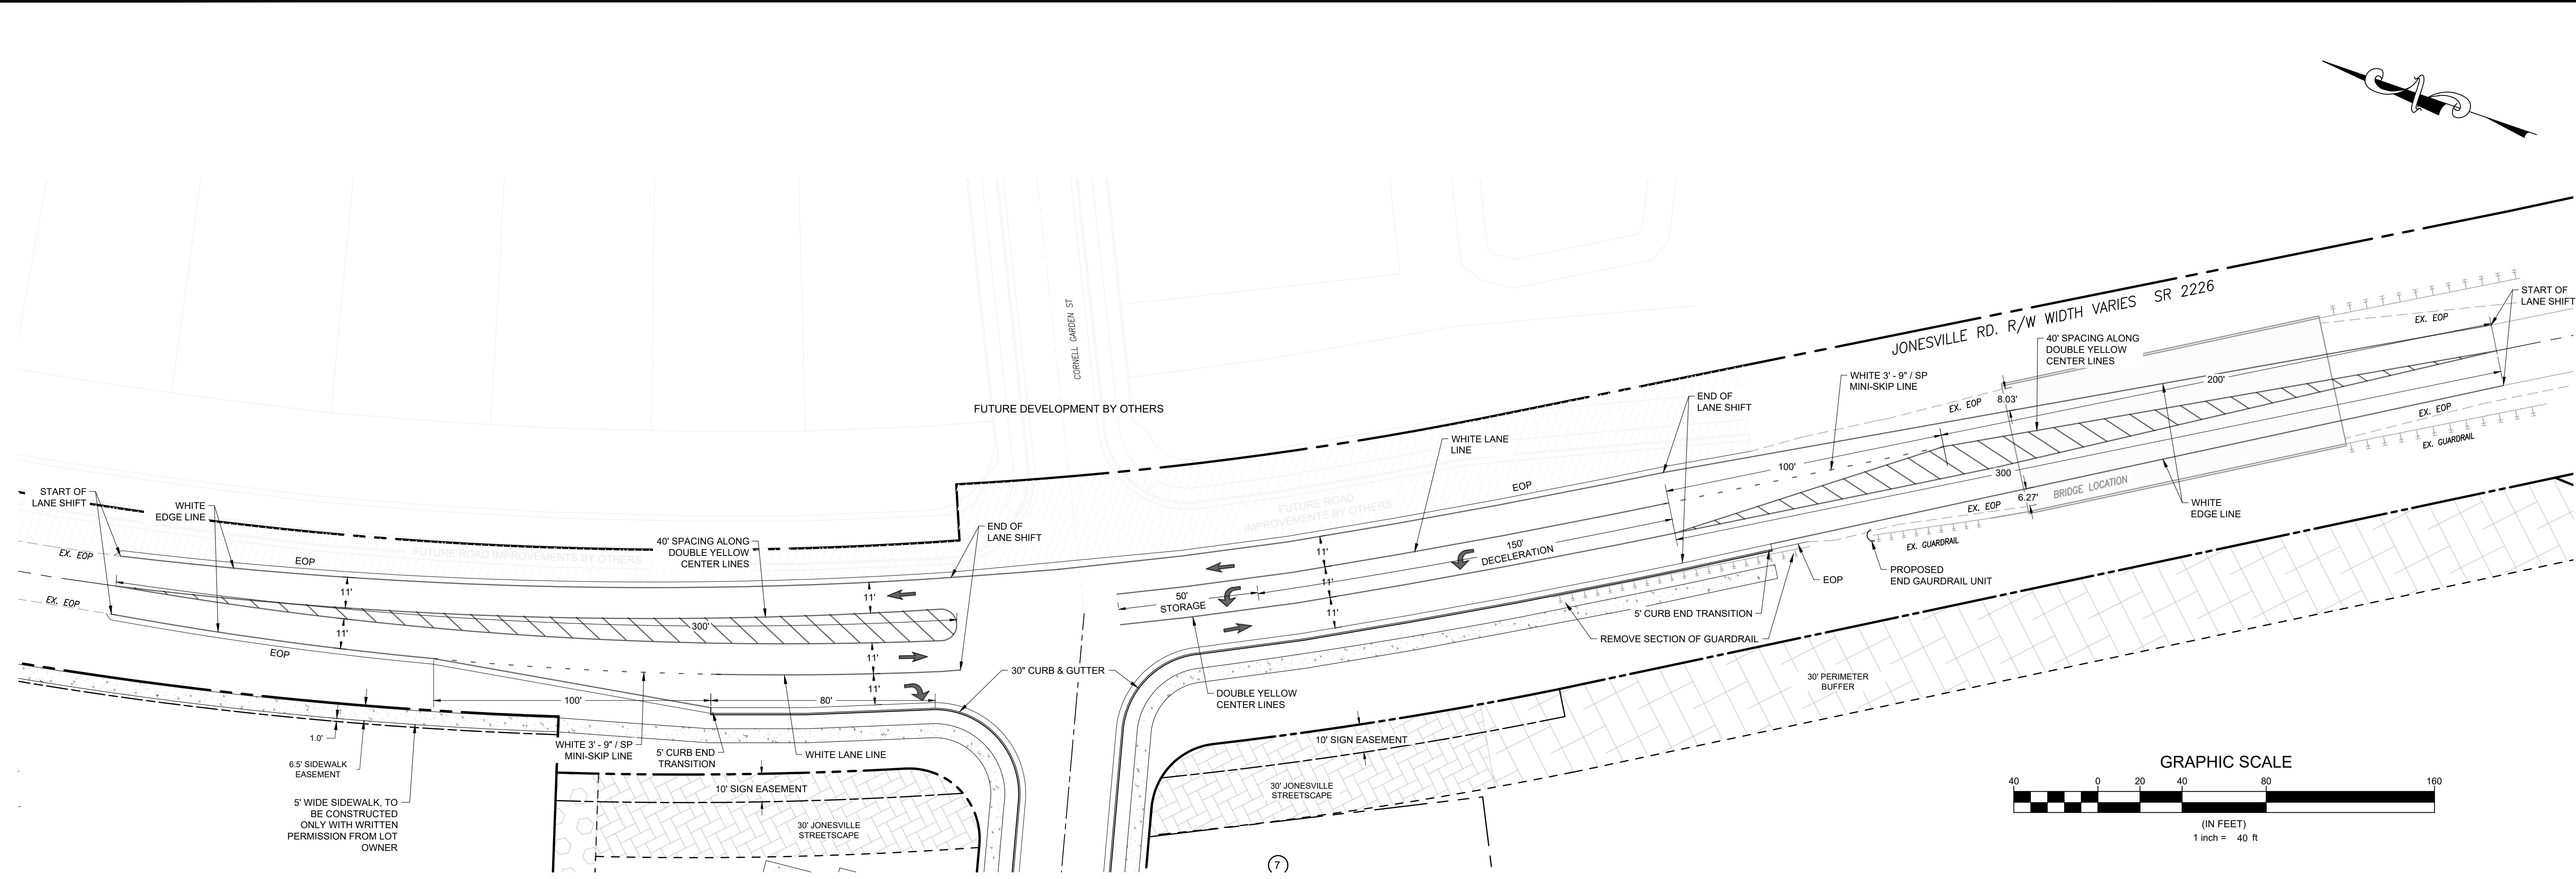 N
CORNELL GARDEN ST
FUTURE DEVELOPMENT BY OTHERS
JONESVILLE RD. R/W WIDTH VARIES SR 2226
START OF
LANE SHIFT
EX. EOP
40' SPACING ALONG
DOUBLE YELLOW
CENTER LINES
200'
WHITE 3' - 9" / SP
MINI-SKIP LINE
EX. EOP
8.03'
END OF
LANE SHIFT
100'
300
EX. EOP
EX. GUARDRAIL
6.27'
BRIDGE LOCATION
WHITE
EDGE LINE
EX. EOP
EX. GUARDRAIL
PROPOSED
END GAURDRAIL UNIT
EOP
WHITE LANE
LINE
EOP
FUTURE ROAD
IMPROVEMENTS BY OTHERS
11'
11'
11'
150'
DECELERATION
50'
STORAGE
5' CURB END TRANSITION
REMOVE SECTION OF GUARDRAIL
START OF
LANE SHIFT
WHITE
EDGE LINE
EX. EOP
EOP
FUTURE ROAD IMPROVEMENTS BY OTHERS
40' SPACING ALONG
DOUBLE YELLOW
CENTER LINES
END OF
LANE SHIFT
EX. EOP
11'
11'
11'
300'
11'
11'
EOP
30" CURB & GUTTER
DOUBLE YELLOW
CENTER LINES
100'
80'
1.0'
6.5' SIDEWALK
EASEMENT
WHITE 3' - 9" / SP
MINI-SKIP LINE
5' CURB END
TRANSITION
WHITE LANE LINE
5' WIDE SIDEWALK, TO
BE CONSTRUCTED
ONLY WITH WRITTEN
PERMISSION FROM LOT
OWNER
10' SIGN EASEMENT
30' JONESVILLE
STREETSCAPE
10' SIGN EASEMENT
30' JONESVILLE
STREETSCAPE
30' PERIMETER
BUFFER
7
GRAPHIC SCALE
40 0 20 40 80 160
(IN FEET)
1 inch = 40 ft